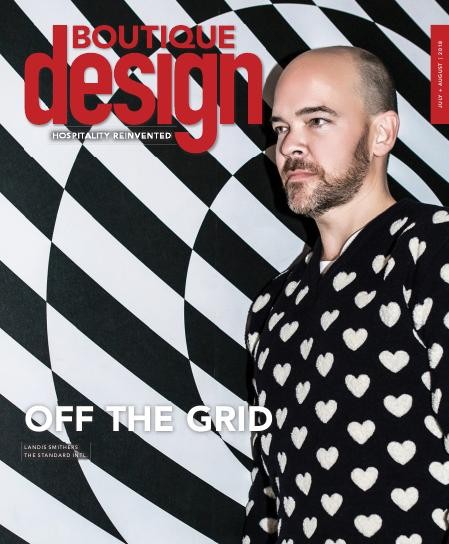 BOUTIQUE
design
HOSPITALITY REINVENTED
JULY + AUGUST | 2018
OFF THE GRID
LANDIS SMITHERS
THE STANDARD INTL.